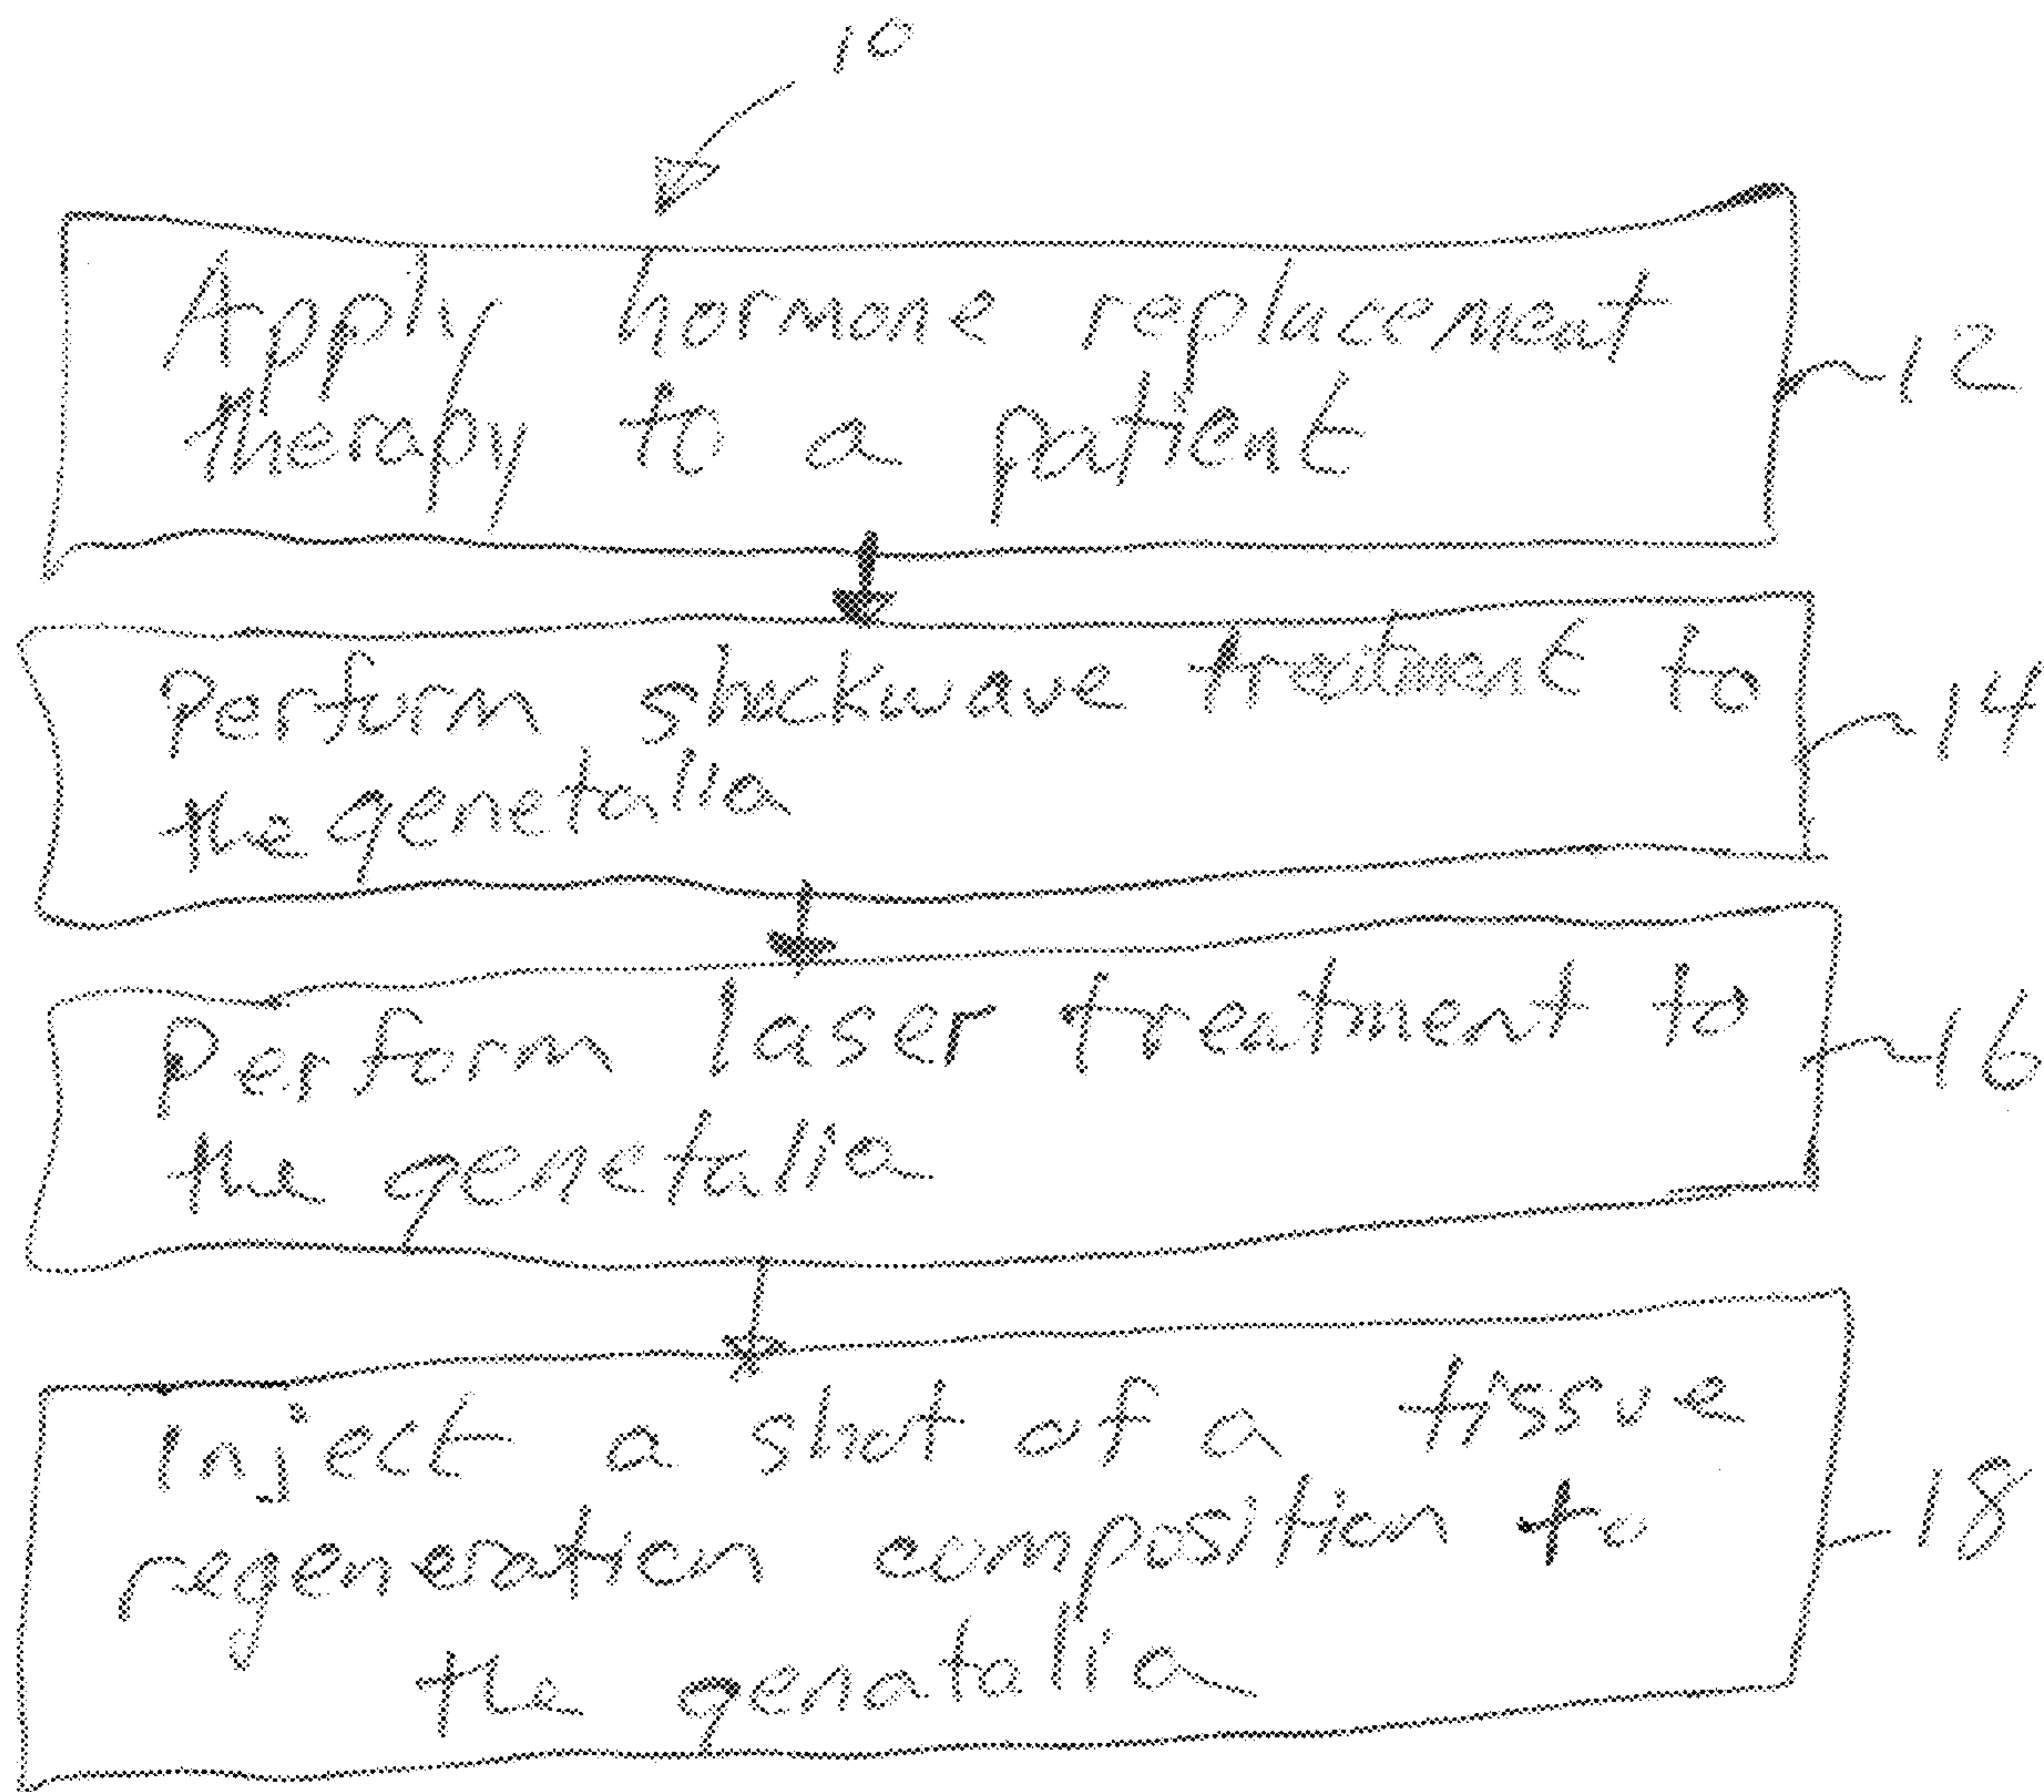 10
Apply hormone replacement
therapy to a patient
12
Perform shockwave treatment to
the genetalia
14
Perform laser treatment to
the genetalia
16
Inject a shot of a tissue
regeneration composition to
the genatalia
18